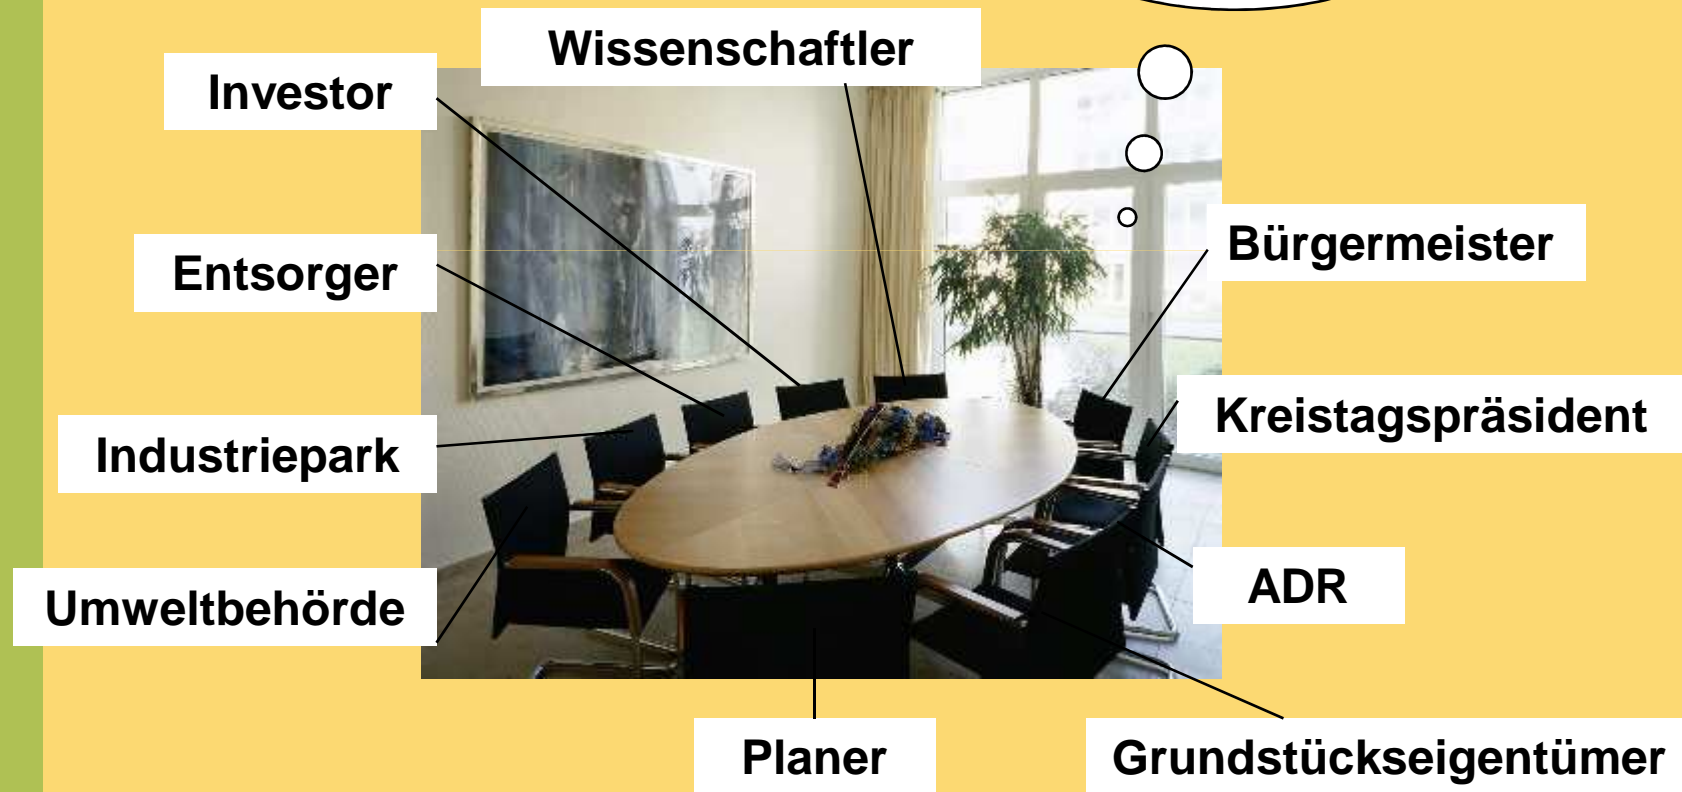 Wissenschaftler
Investor
Bürgermeister
Entsorger
Kreistagspräsident
Industriepark
ADR
Umweltbehörde
Planer
Grundstückseigentümer